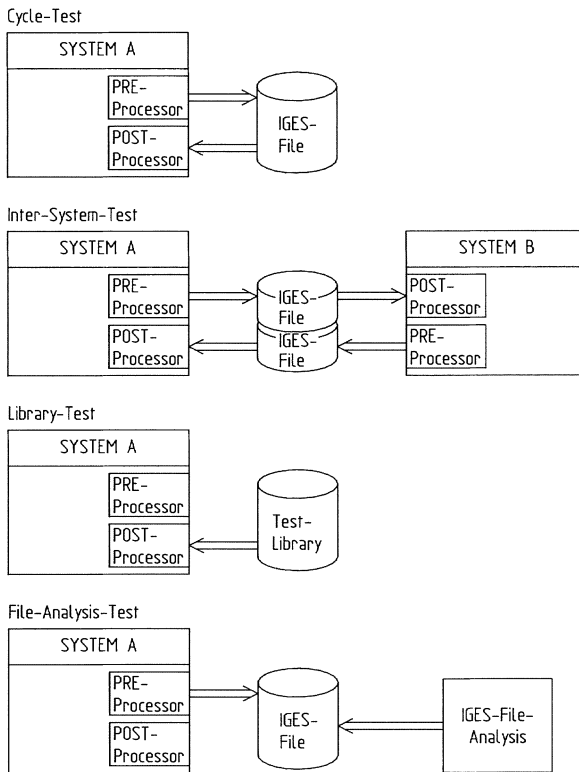 Cycle-Test
SYSTEM A
PRE-
Processor
POST-
Processor
IGES-
File
Inter-System-Test
SYSTEM A
PRE-
Processor
POST-
Processor
IGES-
File
IGES-
File
SYSTEM B
POST-
Processor
PRE-
Processor
Library-Test
SYSTEM A
PRE-
Processor
POST-
Processor
Test-
Library
File-Analysis-Test
SYSTEM A
PRE-
Processor
POST-
Processor
IGES-
File
IGES-File-
Analysis